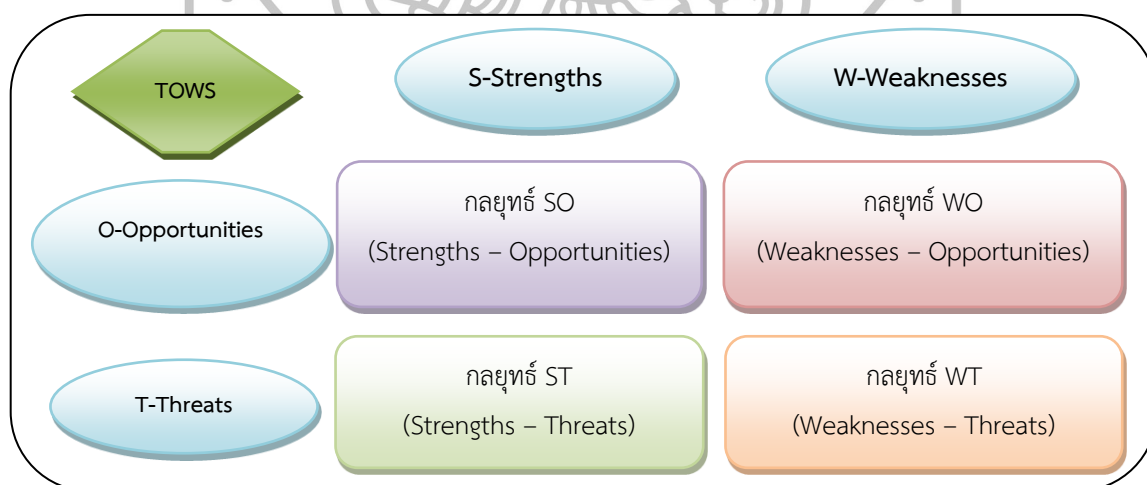 TOWS
S-Strengths
W-Weaknesses
O-Opportunities
กลยุทธ์ SO
(Strengths – Opportunities)
กลยุทธ์ WO
(Weaknesses – Opportunities)
T-Threats
กลยุทธ์ ST
(Strengths – Threats)
กลยุทธ์ WT
(Weaknesses – Threats)